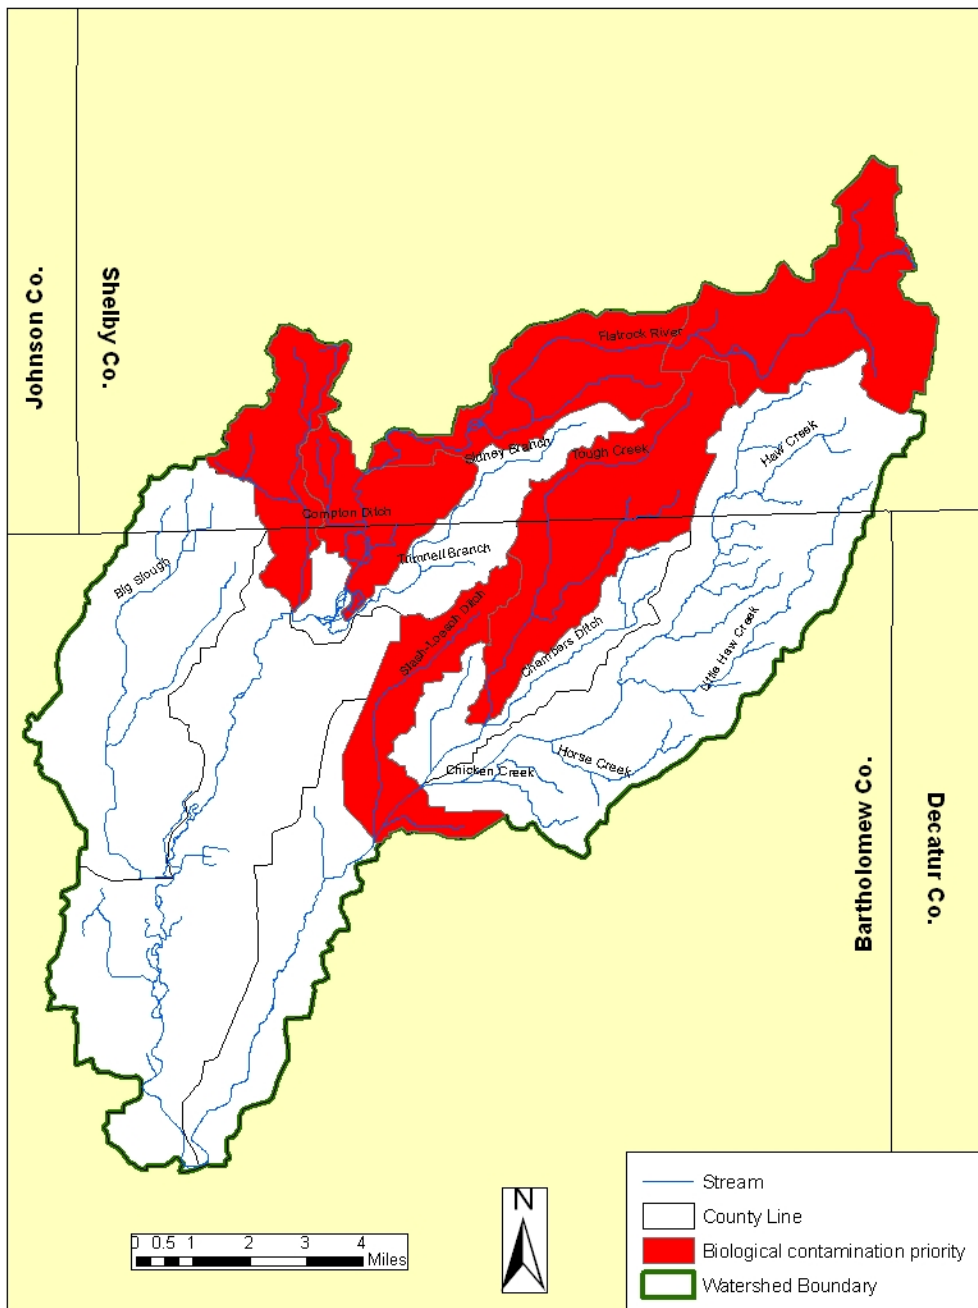 Johnson Co.
Shelby Co.
Flatrock River
Haw Creek
Sidney Branch
Tough Creek
Compton Ditch
Trimnell Branch
Big Slough
Slash-Loesch Ditch
Chambers Ditch
Little Haw Creek
Horse Creek
Chicken Creek
Bartholomew Co.
Decatur Co.
N
0 0.5 1 2 3 4
Miles
Stream
County Line
Biological contamination priority
Watershed Boundary